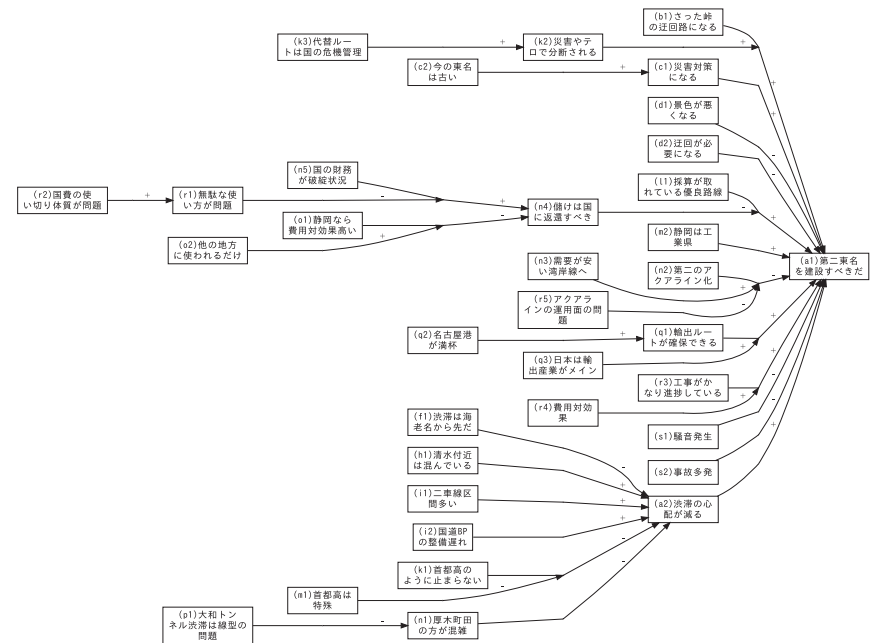 (b1)さった峠
の迂回路になる
(k3)代替ルー
トは国の危機管理
+
(k2)災害やテ
ロで分断される
+
+
(c2)今の東名
は古い
+
(c1)災害対策
になる
+
(d1)景色が悪
くなる
-
(d2)迂回が必
要になる
-
(n5)国の財務
が破綻状況
(l1)採算が取
れている優良路線
(r2)国費の使
い切り体質が問題
+
(r1)無駄な使
い方が問題
-
+
(n4)儲けは国
に返還すべき
-
+
(o1)静岡なら
費用対効果高い
-
(o2)他の地方
に使われるだけ
+
(m2)静岡は工
業県
+
(a1)第二東名
を建設すべきだ
(n3)需要が安
い湾岸線へ
(n2)第二のア
クアライン化
-
+
(r5)アクアラ
インの運用面の問
題
-
(q2)名古屋港
が満杯
+
(q1)輸出ルー
トが確保できる
+
(q3)日本は輸
出産業がメイン
+
(r3)工事がか
なり進捗している
+
(r4)費用対効
果
+
(s1)騒音発生
-
(s2)事故多発
-
(f1)渋滞は海
老名から先だ
-
(h1)清水付近
は混んでいる
+
(i1)二車線区
間多い
+
(a2)渋滞の心
配が減る
+
(i2)国道BP
の整備遅れ
+
(k1)首都高の
ように止まらない
-
(m1)首都高は
特殊
-
(p1)大和トン
ネル渋滞は線型の
問題
-
(n1)厚木町田
の方が混雑
-